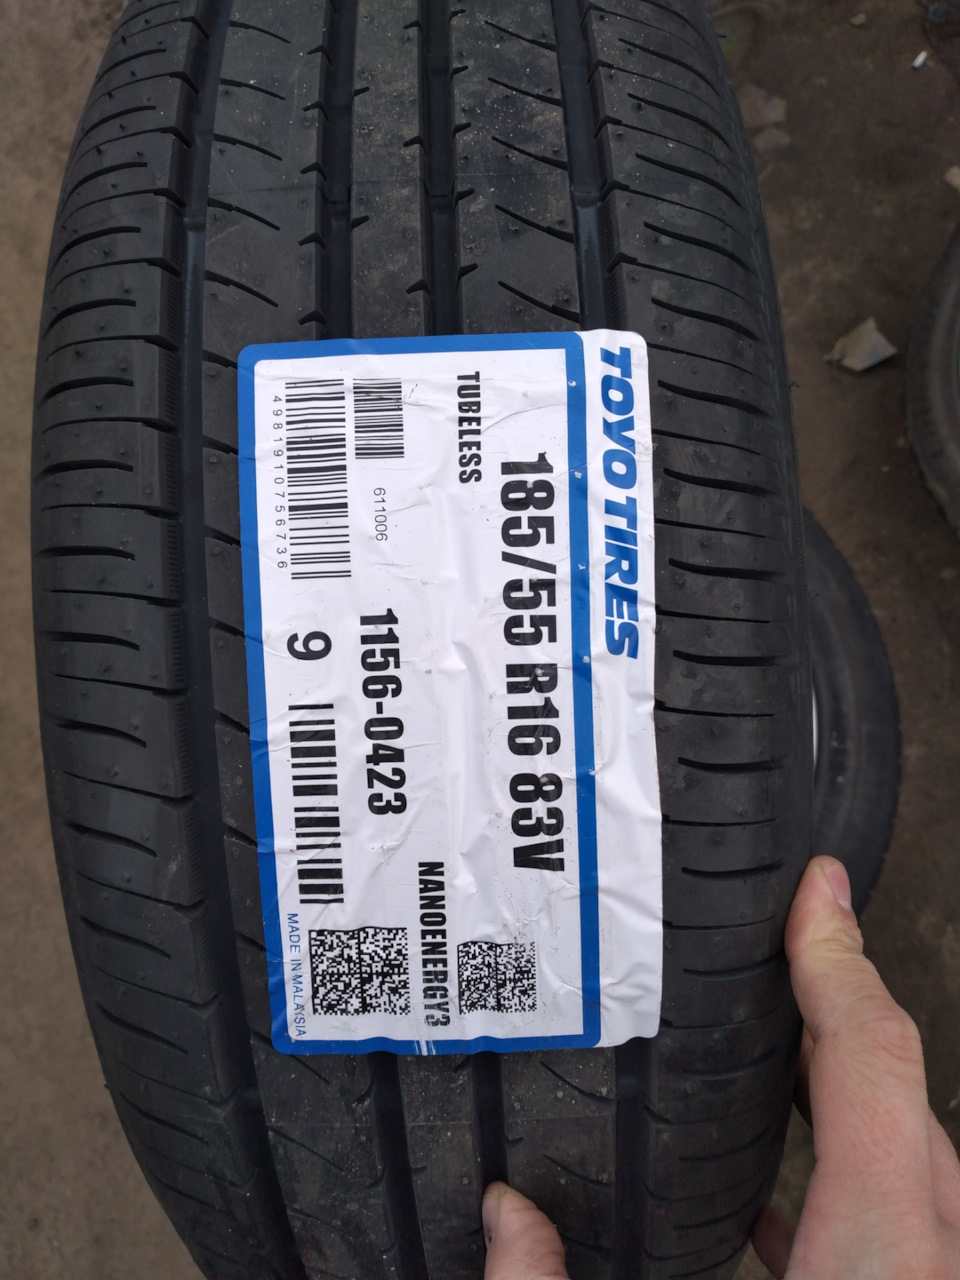 TOYO TIRES
185/55 R16 83V
TUBELESS
NANOENERGY3
611006
1156-0423
9
4981910756736
MADE IN MALAYSIA